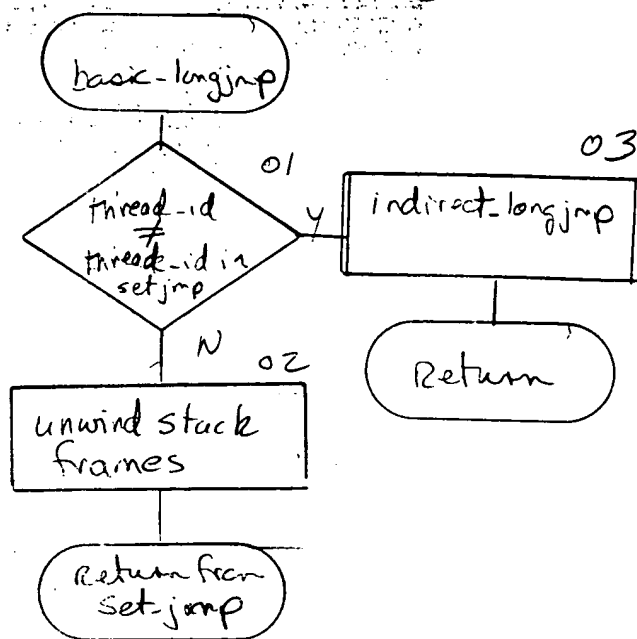 basic-longjmp
01
thread-id
≠
thread-id in
setjmp
Y
03
indirect-longjmp
Return
N
02
unwind stack
frames
Return from
set-jmp